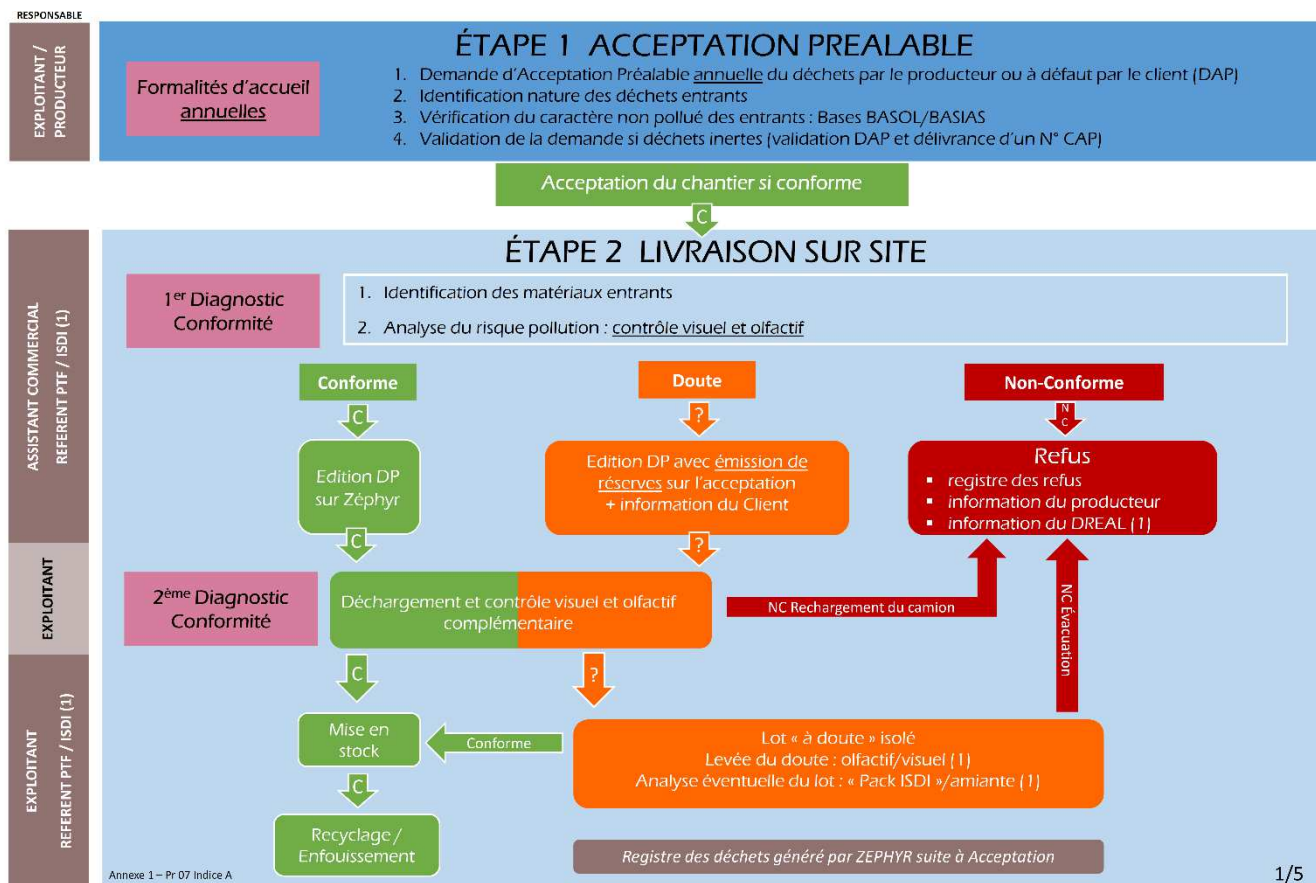 RESPONSABLE
EXPLOITANT /
PRODUCTEUR
ÉTAPE 1 ACCEPTATION PREALABLE
Formalités d'accueil
annuelles
1. Demande d'Acceptation Préalable annuelle du déchets par le producteur ou à défaut par le client (DAP)
2. Identification nature des déchets entrants
3. Vérification du caractère non pollué des entrants : Bases BASOL/BASIAS
4. Validation de la demande si déchets inertes (validation DAP et délivrance d'un N° CAP)
Acceptation du chantier si conforme
C
ASSISTANT COMMERCIAL
REFERENT PTF / ISDI (1)
ÉTAPE 2 LIVRAISON SUR SITE
1er Diagnostic
Conformité
1. Identification des matériaux entrants
2. Analyse du risque pollution : contrôle visuel et olfactif
Conforme
Doute
Non-Conforme
C
?
N
C
Edition DP
sur Zéphyr
Edition DP avec émission de
réserves sur l'acceptation
+ information du Client
Refus
▪ registre des refus
▪ information du producteur
▪ information du DREAL (1)
C
?
EXPLOITANT
2ème Diagnostic
Conformité
Déchargement et contrôle visuel et olfactif
complémentaire
NC Rechargement du camion
NC Évacuation
C
?
EXPLOITANT
REFERENT PTF / ISDI (1)
Mise en
stock
Conforme
Lot « à doute » isolé
Levée du doute : olfactif/visuel (1)
Analyse éventuelle du lot : « Pack ISDI »/amiante (1)
C
Recyclage /
Enfouissement
Registre des déchets généré par ZEPHYR suite à Acceptation
Annexe 1 – Pr 07 Indice A
1/5